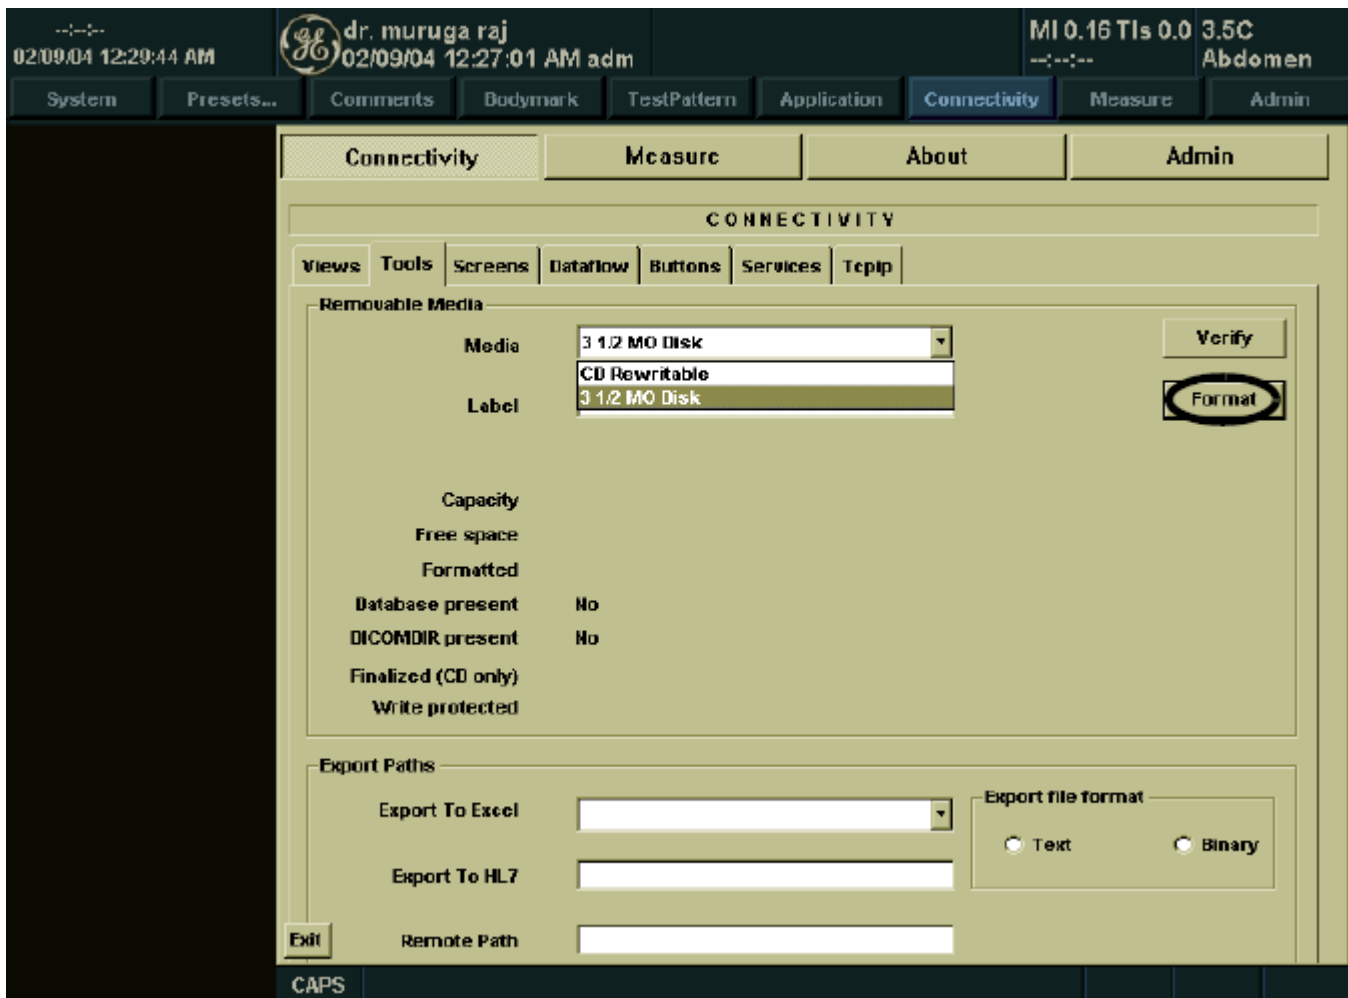 --:--:--
02/09/04 12:29:44 AM
dr. muruga raj
02/09/04 12:27:01 AM adm
MI 0.16 TIs 0.0
--:--:--
3.5C
Abdomen
System Presets... Comments Bodymark TestPattern Application Connectivity Measure Admin
Connectivity Measure About Admin
CONNECTIVITY
Views Tools Screens Dataflow Buttons Services Tcpip
Removable Media
Media 3 1/2 MO Disk Verify
CD Rewritable
Label 3 1/2 MO Disk Format
Capacity
Free space
Formatted
Database present No
DICOMDIR present No
Finalized (CD only)
Write protected
Export Paths
Export To Excel
Export file format
Text Binary
Export To HL7
Exit Remote Path
CAPS